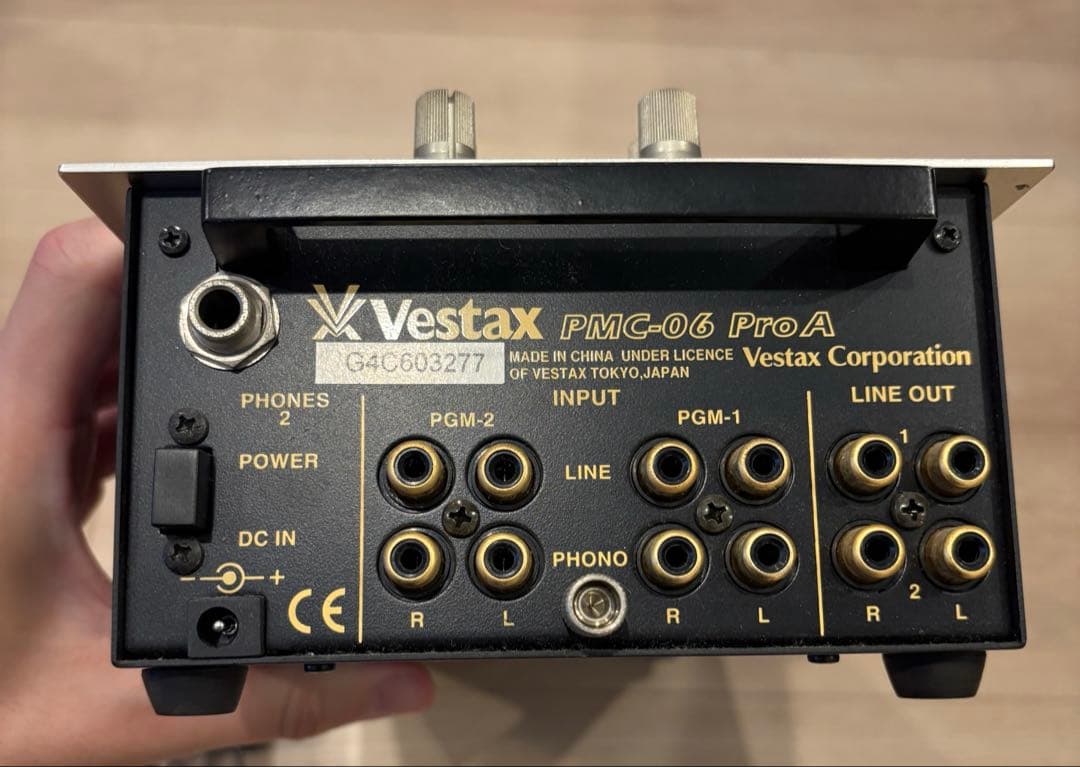 Vestax PMC-06 Pro A
G4C603277
MADE IN CHINA UNDER LICENCE
OF VESTAX TOKYO, JAPAN
Vestax Corporation
PHONES
2
INPUT
LINE OUT
PGM-2
PGM-1
1
POWER
LINE
DC IN
PHONO
- +
CE
R
L
R
L
2
R
L